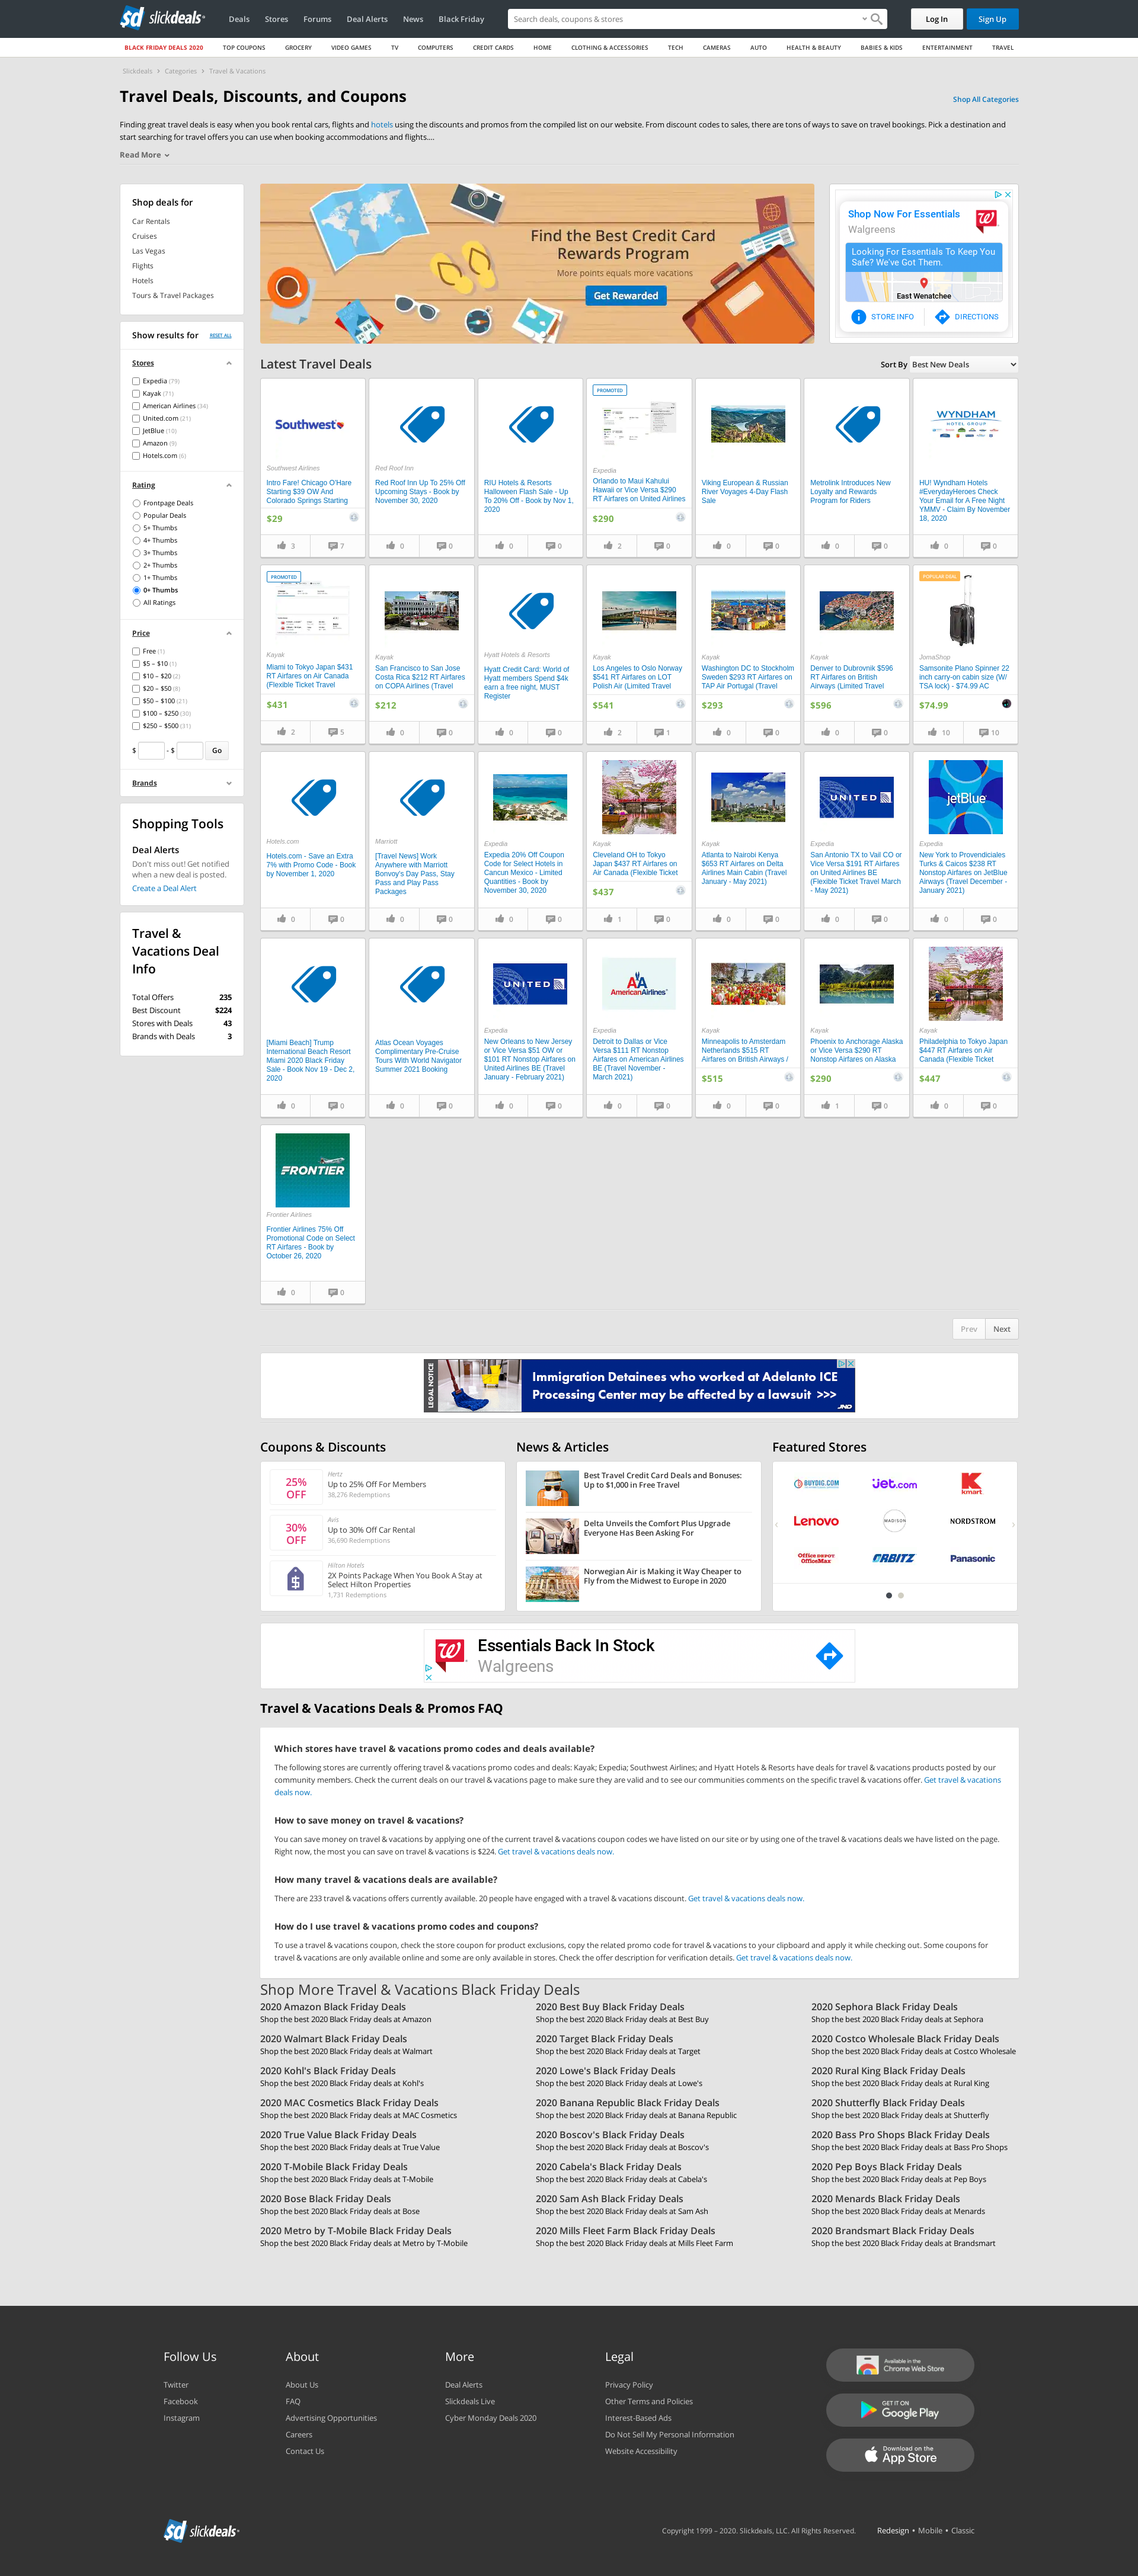 slickdeals
Deals
Stores
Forums
Deal Alerts
News
Black Friday
Search deals, coupons & stores
Log In
Sign Up
BLACK FRIDAY DEALS 2020
TOP COUPONS
GROCERY
VIDEO GAMES
TV
COMPUTERS
CREDIT CARDS
HOME
CLOTHING & ACCESSORIES
TECH
CAMERAS
AUTO
HEALTH & BEAUTY
BABIES & KIDS
ENTERTAINMENT
TRAVEL
Slickdeals > Categories > Travel & Vacations
Travel Deals, Discounts, and Coupons
Shop All Categories
Finding great travel deals is easy when you book rental cars, flights and hotels using the discounts and promos from the compiled list on our website. From discount codes to sales, there are tons of ways to save on travel bookings. Pick a destination and
start searching for travel offers you can use when booking accommodations and flights....
Read More
Shop deals for
Car Rentals
Cruises
Las Vegas
Flights
Hotels
Tours & Travel Packages
Show results for
RESET ALL
Stores
Expedia (79)
Kayak (71)
American Airlines (34)
United.com (21)
JetBlue (10)
Amazon (9)
Hotels.com (6)
Rating
Frontpage Deals
Popular Deals
5+ Thumbs
4+ Thumbs
3+ Thumbs
2+ Thumbs
1+ Thumbs
0+ Thumbs
All Ratings
Price
Free (1)
$5 – $10 (1)
$10 – $20 (2)
$20 – $50 (8)
$50 – $100 (21)
$100 – $250 (30)
$250 – $500 (31)
$ - $ Go
Brands
Shopping Tools
Deal Alerts
Don't miss out! Get notified
when a new deal is posted.
Create a Deal Alert
Travel &
Vacations Deal
Info
Total Offers 235
Best Discount $224
Stores with Deals 43
Brands with Deals 3
Find the Best Credit Card
Rewards Program
More points equals more vacations
Get Rewarded
Shop Now For Essentials
Walgreens
Looking For Essentials To Keep You
Safe? We've Got Them.
East Wenatchee
STORE INFO
DIRECTIONS
Latest Travel Deals
Sort By Best New Deals
Southwest
Southwest Airlines
Intro Fare! Chicago O'Hare
Starting $39 OW And
Colorado Springs Starting
$29
3 7
Red Roof Inn
Red Roof Inn Up To 25% Off
Upcoming Stays - Book by
November 30, 2020
0 0
RIU Hotels & Resorts
Halloween Flash Sale - Up
To 20% Off - Book by Nov 1,
2020
0 0
PROMOTED
Expedia
Orlando to Maui Kahului
Hawaii or Vice Versa $290
RT Airfares on United Airlines
$290
2 0
Viking European & Russian
River Voyages 4-Day Flash
Sale
0 0
Metrolink Introduces New
Loyalty and Rewards
Program for Riders
0 0
WYNDHAM
HOTEL GROUP
HU! Wyndham Hotels
#EverydayHeroes Check
Your Email for A Free Night
YMMV - Claim By November
18, 2020
0 0
PROMOTED
Kayak
Miami to Tokyo Japan $431
RT Airfares on Air Canada
(Flexible Ticket Travel
$431
2 5
Kayak
San Francisco to San Jose
Costa Rica $212 RT Airfares
on COPA Airlines (Travel
$212
0 0
Hyatt Hotels & Resorts
Hyatt Credit Card: World of
Hyatt members Spend $4k
earn a free night, MUST
Register
0 0
Kayak
Los Angeles to Oslo Norway
$541 RT Airfares on LOT
Polish Air (Limited Travel
$541
2 1
Kayak
Washington DC to Stockholm
Sweden $293 RT Airfares on
TAP Air Portugal (Travel
$293
0 0
Kayak
Denver to Dubrovnik $596
RT Airfares on British
Airways (Limited Travel
$596
0 0
POPULAR DEAL
JomaShop
Samsonite Plano Spinner 22
inch carry-on cabin size (W/
TSA lock) - $74.99 AC
$74.99
10 10
Hotels.com
Hotels.com - Save an Extra
7% with Promo Code - Book
by November 1, 2020
0 0
Marriott
[Travel News] Work
Anywhere with Marriott
Bonvoy's Day Pass, Stay
Pass and Play Pass
Packages
0 0
Expedia
Expedia 20% Off Coupon
Code for Select Hotels in
Cancun Mexico - Limited
Quantities - Book by
November 30, 2020
0 0
Kayak
Cleveland OH to Tokyo
Japan $437 RT Airfares on
Air Canada (Flexible Ticket
$437
1 0
Kayak
Atlanta to Nairobi Kenya
$653 RT Airfares on Delta
Airlines Main Cabin (Travel
January - May 2021)
0 0
UNITED
Expedia
San Antonio TX to Vail CO or
Vice Versa $191 RT Airfares
on United Airlines BE
(Flexible Ticket Travel March
- May 2021)
0 0
jetBlue
Expedia
New York to Provendiciales
Turks & Caicos $238 RT
Nonstop Airfares on JetBlue
Airways (Travel December -
January 2021)
0 0
[Miami Beach] Trump
International Beach Resort
Miami 2020 Black Friday
Sale - Book Nov 19 - Dec 2,
2020
0 0
Atlas Ocean Voyages
Complimentary Pre-Cruise
Tours With World Navigator
Summer 2021 Booking
0 0
UNITED
Expedia
New Orleans to New Jersey
or Vice Versa $51 OW or
$101 RT Nonstop Airfares on
United Airlines BE (Travel
January - February 2021)
0 0
AmericanAirlines
Expedia
Detroit to Dallas or Vice
Versa $111 RT Nonstop
Airfares on American Airlines
BE (Travel November -
March 2021)
0 0
Kayak
Minneapolis to Amsterdam
Netherlands $515 RT
Airfares on British Airways /
$515
0 0
Kayak
Phoenix to Anchorage Alaska
or Vice Versa $290 RT
Nonstop Airfares on Alaska
$290
1 0
Kayak
Philadelphia to Tokyo Japan
$447 RT Airfares on Air
Canada (Flexible Ticket
$447
0 0
FRONTIER
Frontier Airlines
Frontier Airlines 75% Off
Promotional Code on Select
RT Airfares - Book by
October 26, 2020
0 0
Prev Next
LEGAL NOTICE
Immigration Detainees who worked at Adelanto ICE
Processing Center may be affected by a lawsuit >>>
JND
Coupons & Discounts
25%
OFF
Hertz
Up to 25% Off For Members
38,276 Redemptions
30%
OFF
Avis
Up to 30% Off Car Rental
36,690 Redemptions
Hilton Hotels
2X Points Package When You Book A Stay at
Select Hilton Properties
1,731 Redemptions
News & Articles
Best Travel Credit Card Deals and Bonuses:
Up to $1,000 in Free Travel
Delta Unveils the Comfort Plus Upgrade
Everyone Has Been Asking For
Norwegian Air is Making it Way Cheaper to
Fly from the Midwest to Europe in 2020
Featured Stores
BUYDIG.COM
jet.com
kmart
Lenovo
MADISON
NORDSTROM
Office DEPOT
OfficeMax
ORBITZ
Panasonic
Essentials Back In Stock
Walgreens
Travel & Vacations Deals & Promos FAQ
Which stores have travel & vacations promo codes and deals available?
The following stores are currently offering travel & vacations promo codes and deals: Kayak; Expedia; Southwest Airlines; and Hyatt Hotels & Resorts have deals for travel & vacations products posted by our
community members. Check the current deals on our travel & vacations page to make sure they are valid and to see our communities comments on the specific travel & vacations offer. Get travel & vacations
deals now.
How to save money on travel & vacations?
You can save money on travel & vacations by applying one of the current travel & vacations coupon codes we have listed on our site or by using one of the travel & vacations deals we have listed on the page.
Right now, the most you can save on travel & vacations is $224. Get travel & vacations deals now.
How many travel & vacations deals are available?
There are 233 travel & vacations offers currently available. 20 people have engaged with a travel & vacations discount. Get travel & vacations deals now.
How do I use travel & vacations promo codes and coupons?
To use a travel & vacations coupon, check the store coupon for product exclusions, copy the related promo code for travel & vacations to your clipboard and apply it while checking out. Some coupons for
travel & vacations are only available online and some are only available in stores. Check the offer description for verification details. Get travel & vacations deals now.
Shop More Travel & Vacations Black Friday Deals
2020 Amazon Black Friday Deals
Shop the best 2020 Black Friday deals at Amazon
2020 Best Buy Black Friday Deals
Shop the best 2020 Black Friday deals at Best Buy
2020 Sephora Black Friday Deals
Shop the best 2020 Black Friday deals at Sephora
2020 Walmart Black Friday Deals
Shop the best 2020 Black Friday deals at Walmart
2020 Target Black Friday Deals
Shop the best 2020 Black Friday deals at Target
2020 Costco Wholesale Black Friday Deals
Shop the best 2020 Black Friday deals at Costco Wholesale
2020 Kohl's Black Friday Deals
Shop the best 2020 Black Friday deals at Kohl's
2020 Lowe's Black Friday Deals
Shop the best 2020 Black Friday deals at Lowe's
2020 Rural King Black Friday Deals
Shop the best 2020 Black Friday deals at Rural King
2020 MAC Cosmetics Black Friday Deals
Shop the best 2020 Black Friday deals at MAC Cosmetics
2020 Banana Republic Black Friday Deals
Shop the best 2020 Black Friday deals at Banana Republic
2020 Shutterfly Black Friday Deals
Shop the best 2020 Black Friday deals at Shutterfly
2020 True Value Black Friday Deals
Shop the best 2020 Black Friday deals at True Value
2020 Boscov's Black Friday Deals
Shop the best 2020 Black Friday deals at Boscov's
2020 Bass Pro Shops Black Friday Deals
Shop the best 2020 Black Friday deals at Bass Pro Shops
2020 T-Mobile Black Friday Deals
Shop the best 2020 Black Friday deals at T-Mobile
2020 Cabela's Black Friday Deals
Shop the best 2020 Black Friday deals at Cabela's
2020 Pep Boys Black Friday Deals
Shop the best 2020 Black Friday deals at Pep Boys
2020 Bose Black Friday Deals
Shop the best 2020 Black Friday deals at Bose
2020 Sam Ash Black Friday Deals
Shop the best 2020 Black Friday deals at Sam Ash
2020 Menards Black Friday Deals
Shop the best 2020 Black Friday deals at Menards
2020 Metro by T-Mobile Black Friday Deals
Shop the best 2020 Black Friday deals at Metro by T-Mobile
2020 Mills Fleet Farm Black Friday Deals
Shop the best 2020 Black Friday deals at Mills Fleet Farm
2020 Brandsmart Black Friday Deals
Shop the best 2020 Black Friday deals at Brandsmart
Follow Us
Twitter
Facebook
Instagram
About
About Us
FAQ
Advertising Opportunities
Careers
Contact Us
More
Deal Alerts
Slickdeals Live
Cyber Monday Deals 2020
Legal
Privacy Policy
Other Terms and Policies
Interest-Based Ads
Do Not Sell My Personal Information
Website Accessibility
Available in the
Chrome Web Store
GET IT ON
Google Play
Download on the
App Store
slickdeals
Copyright 1999 – 2020. Slickdeals, LLC. All Rights Reserved.
Redesign • Mobile • Classic